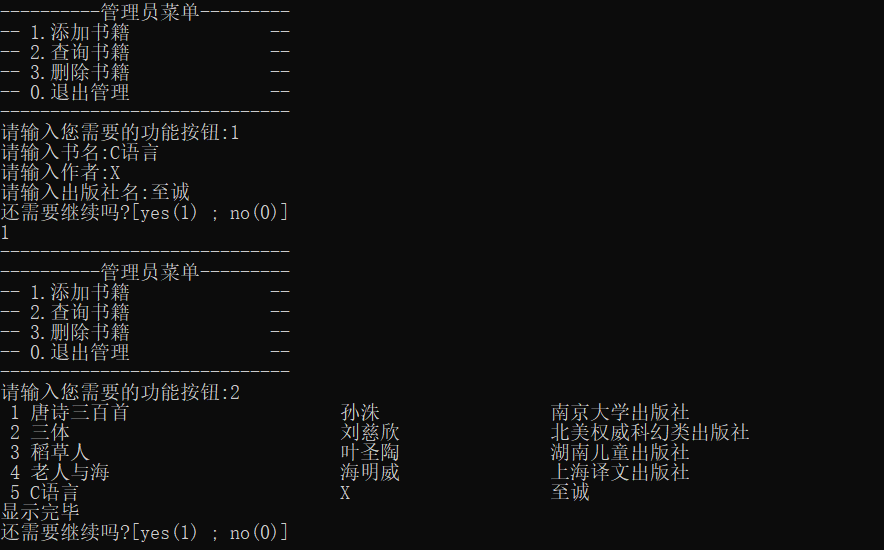 ----------管理员菜单---------
-- 1.添加书籍              --
-- 2.查询书籍              --
-- 3.删除书籍              --
-- 0.退出管理              --
-----------------------------
请输入您需要的功能按钮:1
请输入书名:C语言
请输入作者:X
请输入出版社名:至诚
还需要继续吗?[yes(1) ; no(0)]
1
-----------------------------
----------管理员菜单---------
-- 1.添加书籍              --
-- 2.查询书籍              --
-- 3.删除书籍              --
-- 0.退出管理              --
-----------------------------
请输入您需要的功能按钮:2
1 唐诗三百首 孙洙 南京大学出版社
2 三体 刘慈欣 北美权威科幻类出版社
3 稻草人 叶圣陶 湖南儿童出版社
4 老人与海 海明威 上海译文出版社
5 C语言 X 至诚
显示完毕
还需要继续吗?[yes(1) ; no(0)]